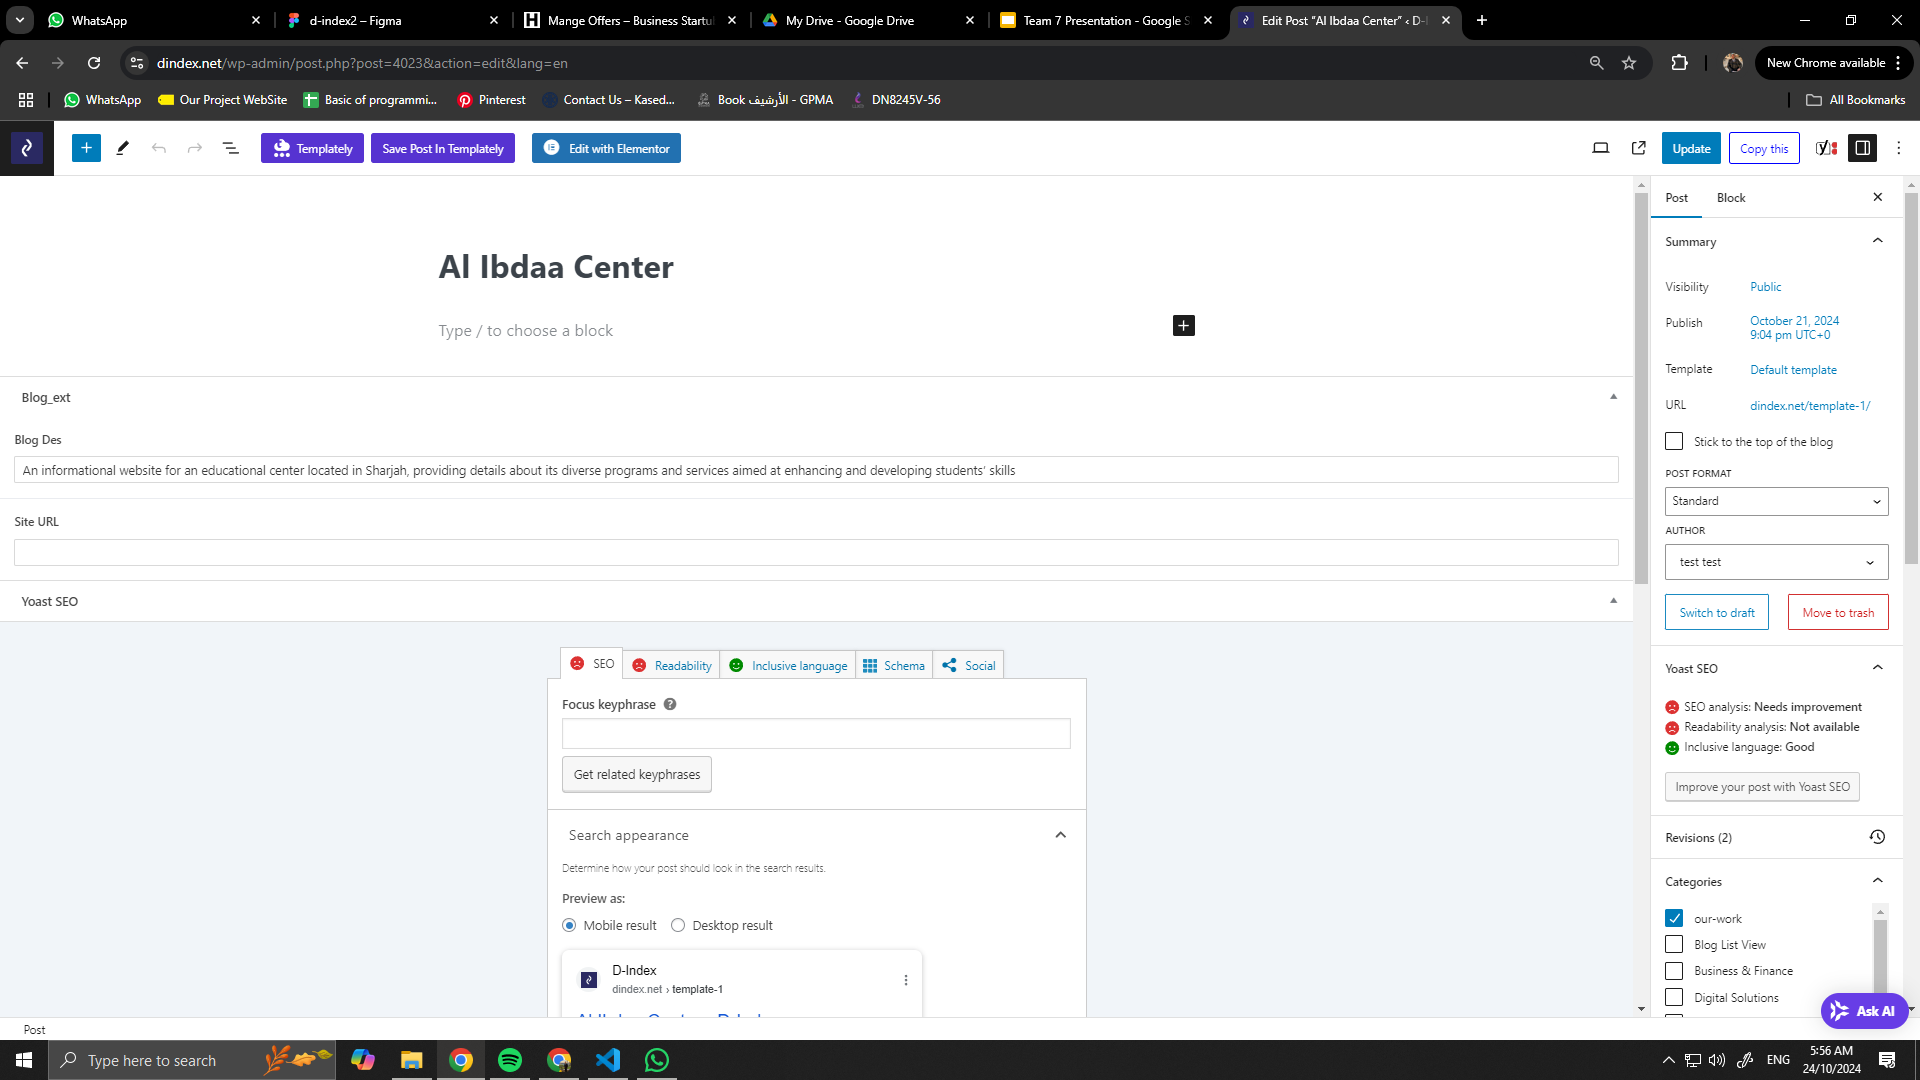 WhatsApp
d-index2 – Figma
Mange Offers – Business Startu
My Drive - Google Drive
Team 7 Presentation - Google S
Edit Post “Al Ibdaa Center” ‹ D-I
dindex.net/wp-admin/post.php?post=4023&action=edit&lang=en
New Chrome available
WhatsApp
Our Project WebSite
Basic of programmi...
Pinterest
Contact Us – Kased...
Book الأرشيف - GPMA
DN8245V-56
All Bookmarks
Templately
Save Post In Templately
Edit with Elementor
Update
Copy this
Al Ibdaa Center
Type / to choose a block
Blog_ext
Blog Des
An informational website for an educational center located in Sharjah, providing details about its diverse programs and services aimed at enhancing and developing students’ skills
Site URL
Yoast SEO
SEO
Readability
Inclusive language
Schema
Social
Focus keyphrase
Get related keyphrases
Search appearance
Determine how your post should look in the search results.
Preview as:
Mobile result
Desktop result
D-Index
dindex.net › template-1
Post
Block
Summary
Visibility
Public
Publish
October 21, 2024
9:04 pm UTC+0
Template
Default template
URL
dindex.net/template-1/
Stick to the top of the blog
POST FORMAT
Standard
AUTHOR
test test
Switch to draft
Move to trash
Yoast SEO
SEO analysis: Needs improvement
Readability analysis: Not available
Inclusive language: Good
Improve your post with Yoast SEO
Revisions (2)
Categories
our-work
Blog List View
Business & Finance
Digital Solutions
Ask AI
Post
Type here to search
ENG
5:56 AM
24/10/2024